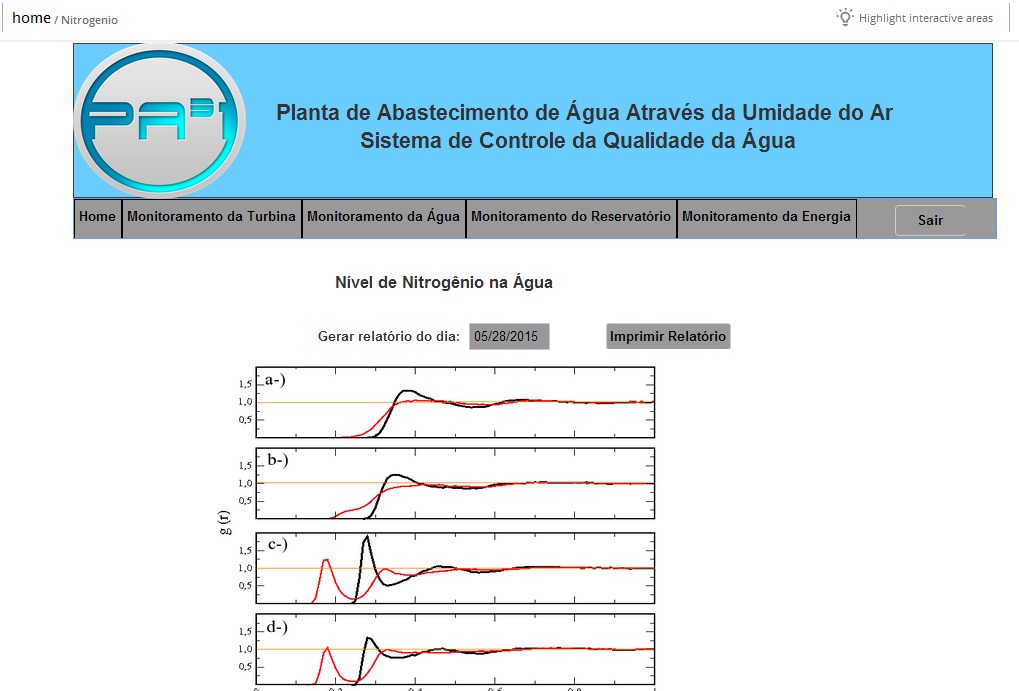 home / Nitrogenio
Highlight interactive areas
PA31
Planta de Abastecimento de Água Através da Umidade do Ar
Sistema de Controle da Qualidade da Água
Home Monitoramento da Turbina Monitoramento da Água Monitoramento do Reservatório Monitoramento da Energia Sair
Nível de Nitrogênio na Água
Gerar relatório do dia: 05/28/2015 Imprimir Relatório
a-)
1,5
1,0
0,5
b-)
1,5
1,0
0,5
g (r)
c-)
1,5
1,0
0,5
d-)
1,5
1,0
0,5